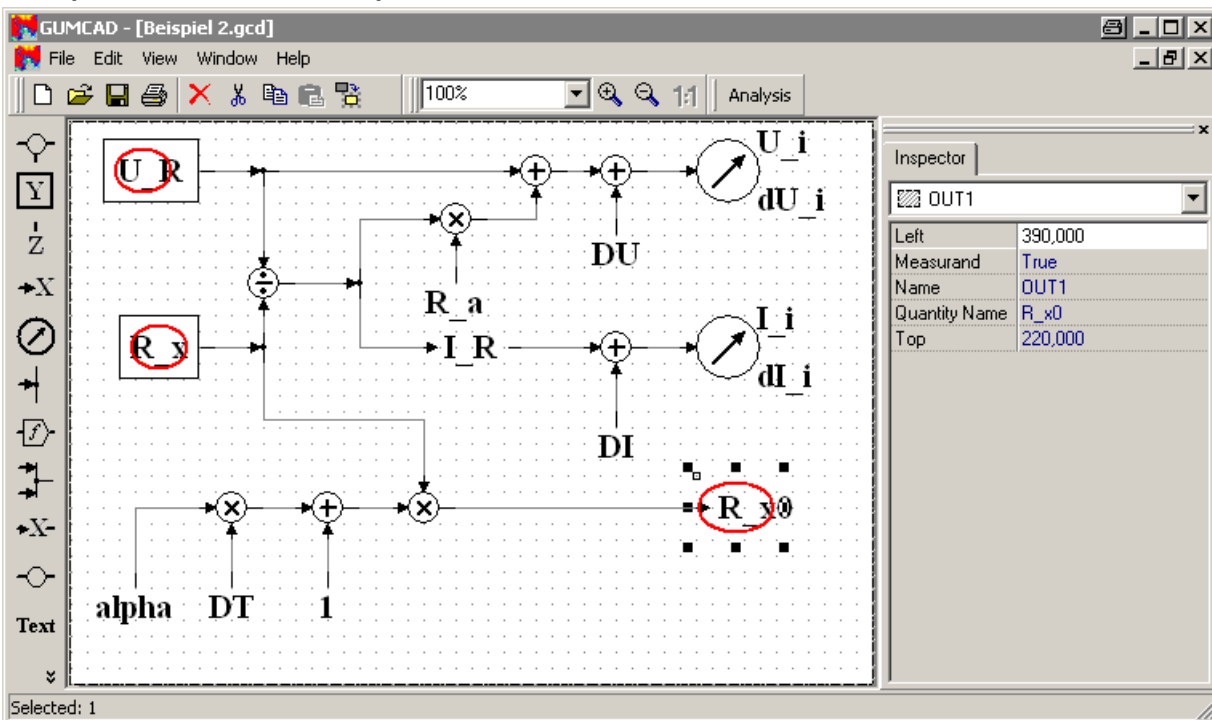 GUMCAD - [Beispiel 2.gcd]
File Edit View Window Help
100% 1:1 Analysis
Y
Z
X
f
X-
Text
U_R
U_i
dU_i
DU
R_a
R_x
I_R
I_i
dI_i
DI
R_x0
alpha DT 1
Inspector
OUT1
Left 390,000
Measurand True
Name OUT1
Quantity Name R_x0
Top 220,000
Selected: 1